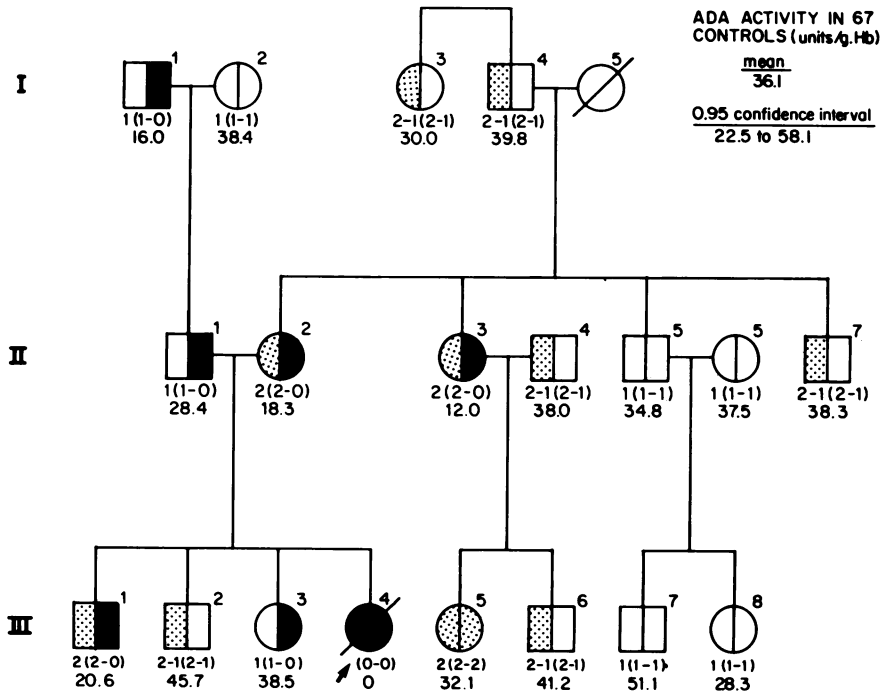 ADA ACTIVITY IN 67
CONTROLS (units/g.Hb)
mean
36.1
0.95 confidence interval
22.5 to 58.1
I
1 2 3 4 5
1(1-0) 1(1-1) 2-1(2-1) 2-1(2-1)
16.0 38.4 30.0 39.8
II
1 2 3 4 5 5 7
1(1-0) 2(2-0) 2(2-0) 2-1(2-1) 1(1-1) 1(1-1) 2-1(2-1)
28.4 18.3 12.0 38.0 34.8 37.5 38.3
III
1 2 3 4 5 6 7 8
2(2-0) 2-1(2-1) 1(1-0) (0-0) 2(2-2) 2-1(2-1) 1(1-1) 1(1-1)
20.6 45.7 38.5 0 32.1 41.2 51.1 28.3